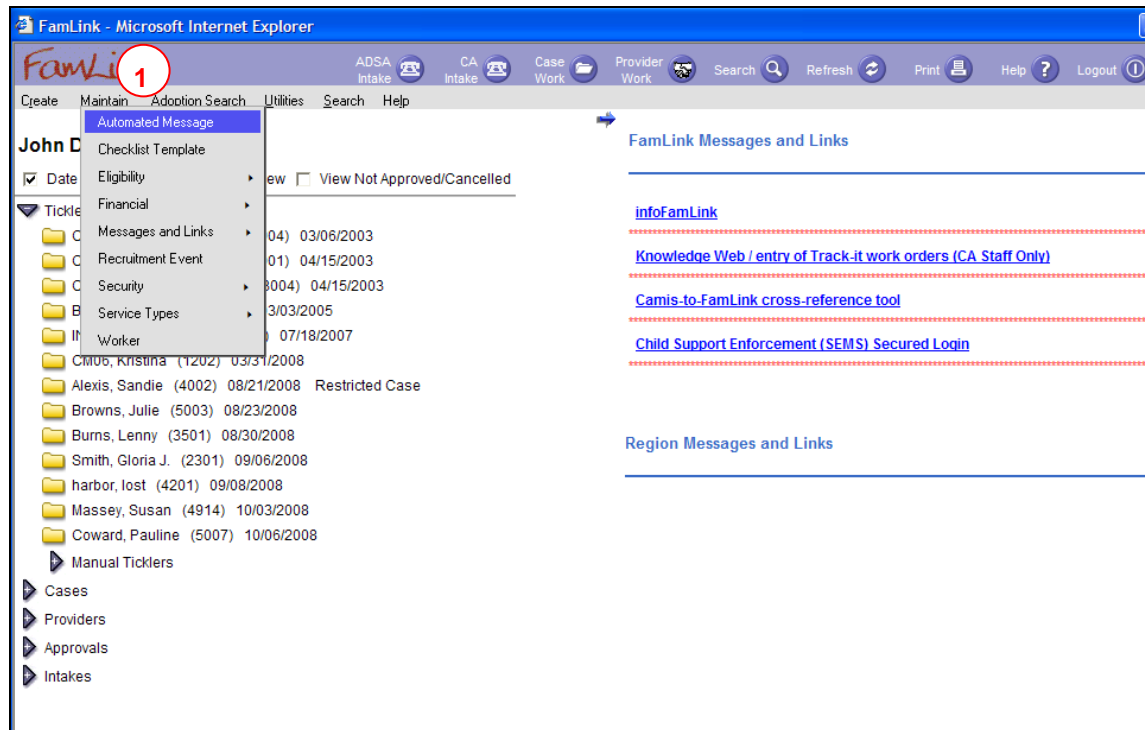 FamLink - Microsoft Internet Explorer
FamLi
1
ADSA Intake
CA Intake
Case Work
Provider Work
Search
Refresh
Print
Help
Logout
Create Maintain Adoption Search Utilities Search Help
Automated Message
Checklist Template
Eligibility
Financial
Messages and Links
Recruitment Event
Security
Service Types
Worker
John D
Date ew View Not Approved/Cancelled
Tickle
C 04) 03/06/2003
C 01) 04/15/2003
C 3004) 04/15/2003
B 3/03/2005
IN ) 07/18/2007
CM06, Kristina (1202) 03/31/2008
Alexis, Sandie (4002) 08/21/2008 Restricted Case
Browns, Julie (5003) 08/23/2008
Burns, Lenny (3501) 08/30/2008
Smith, Gloria J. (2301) 09/06/2008
harbor, lost (4201) 09/08/2008
Massey, Susan (4914) 10/03/2008
Coward, Pauline (5007) 10/06/2008
Manual Ticklers
Cases
Providers
Approvals
Intakes
FamLink Messages and Links
infoFamLink
Knowledge Web / entry of Track-it work orders (CA Staff Only)
Camis-to-FamLink cross-reference tool
Child Support Enforcement (SEMS) Secured Login
Region Messages and Links